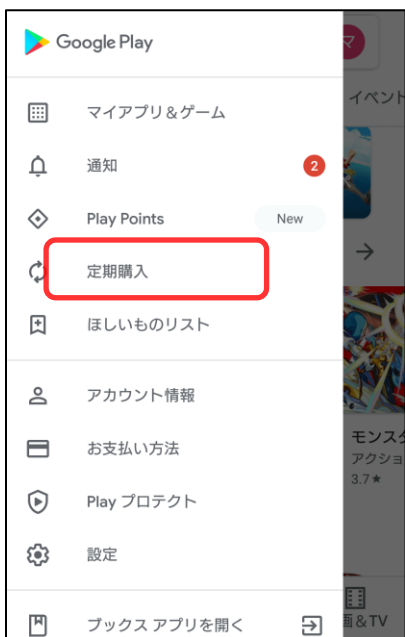 Google Play
マ
マイアプリ＆ゲーム
イベント
通知
2
Play Points
New
定期購入
ほしいものリスト
アカウント情報
お支払い方法
モンスタ
アクショ
3.7★
Play プロテクト
設定
ブックス アプリを開く
画＆TV